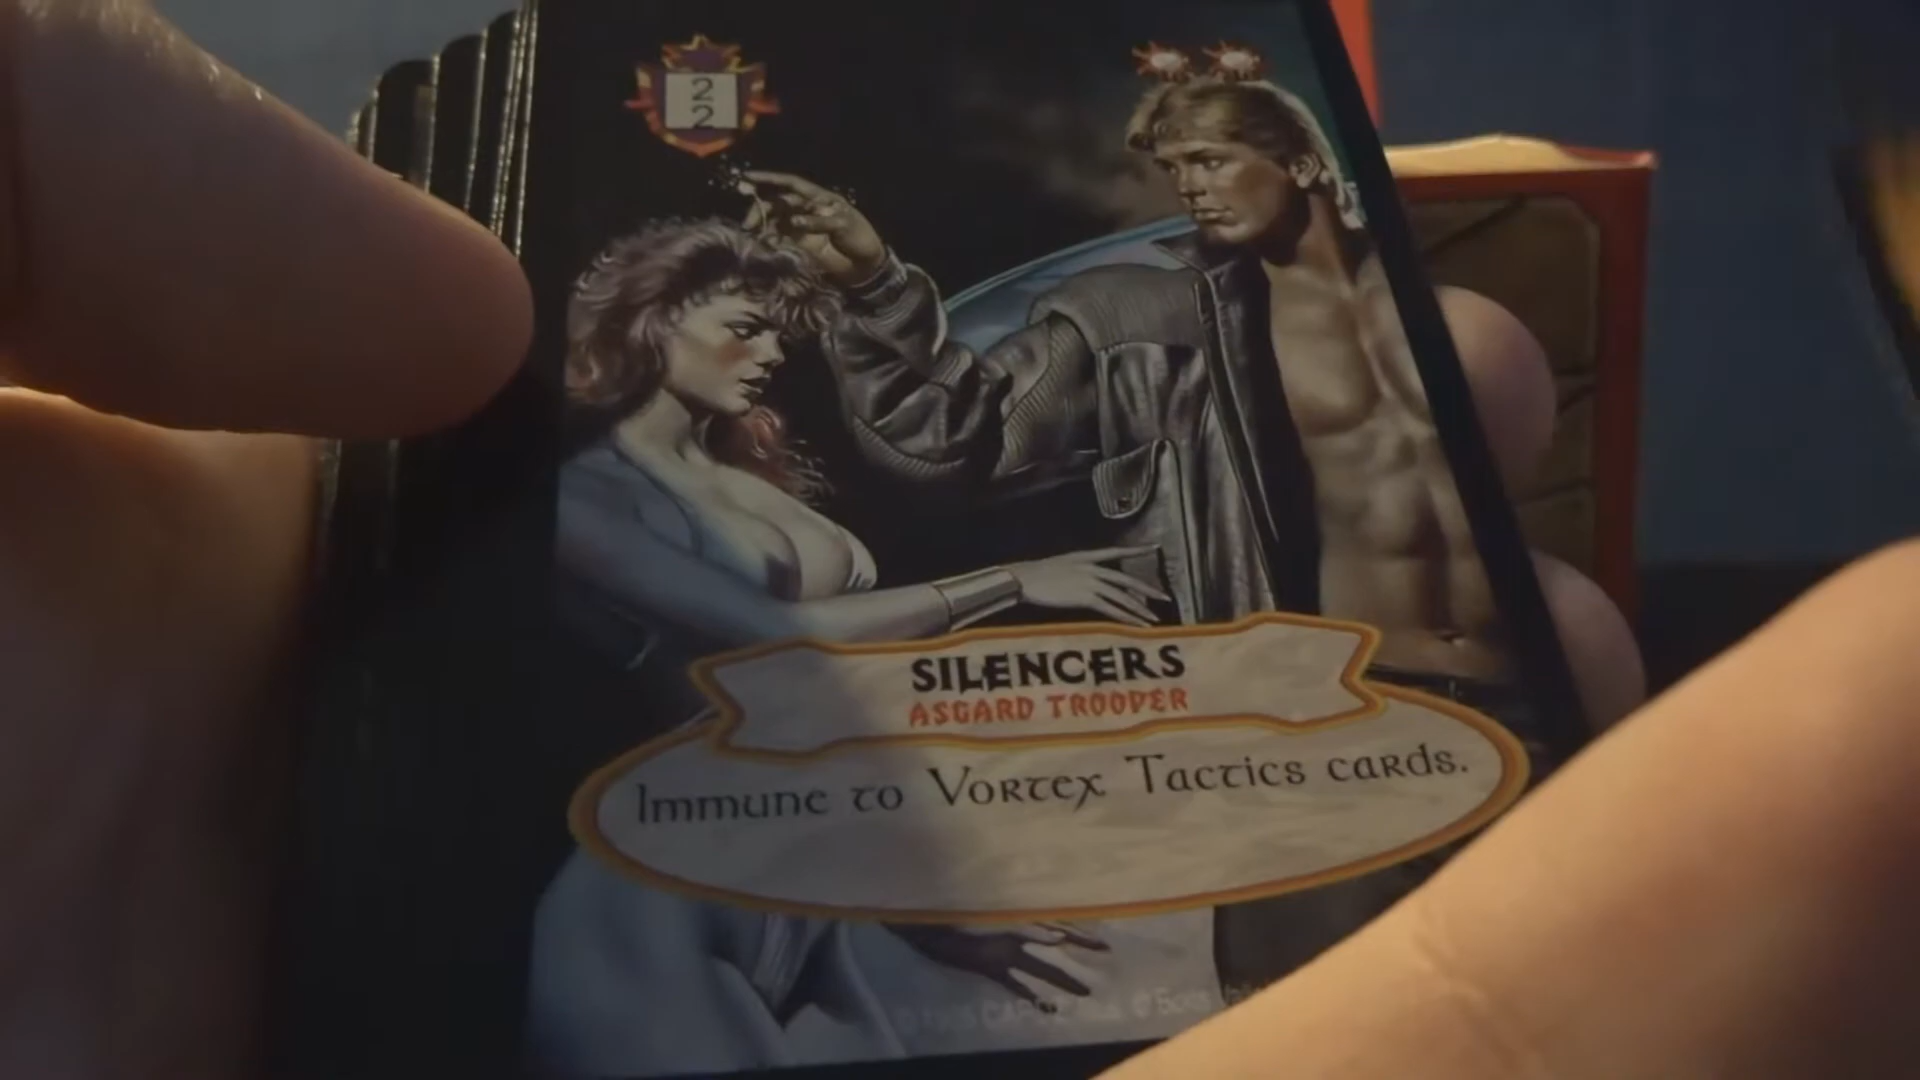 2
2
SILENCERS
ASGARD TROOPER
Immune to Vortex Tactics cards.